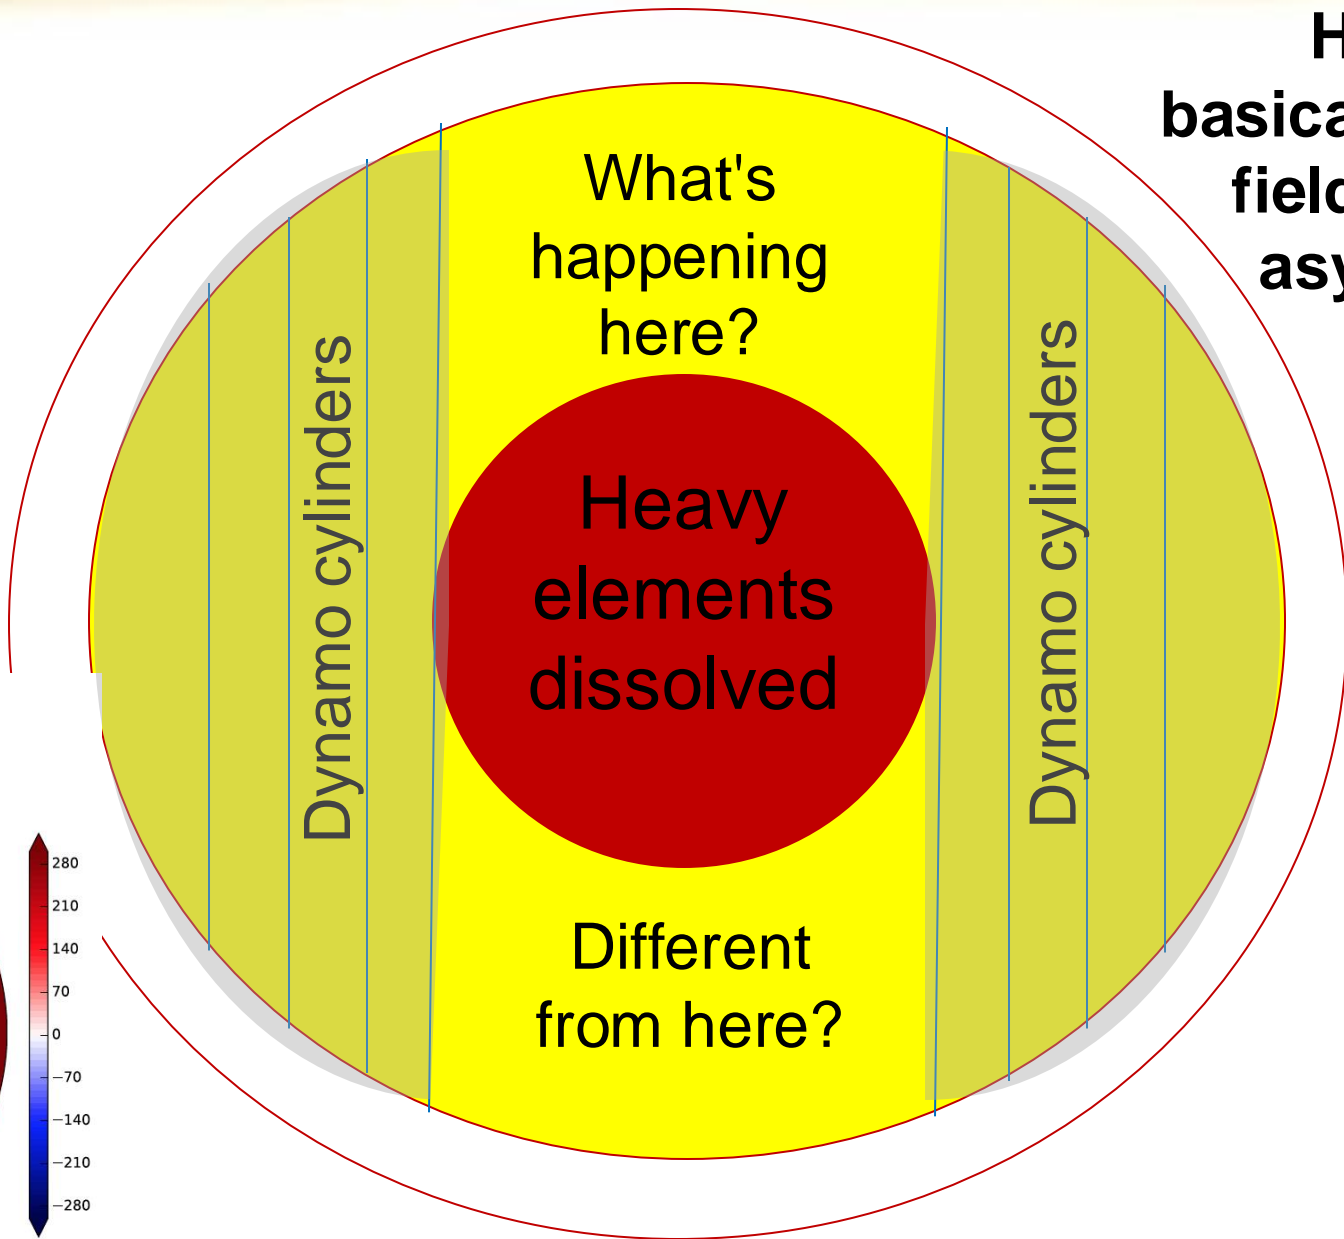 What's
happening
here?
Heavy
elements
dissolved
Dynamo cylinders
Dynamo cylinders
Different
from here?
280
210
140
70
0
−70
−140
−210
−280